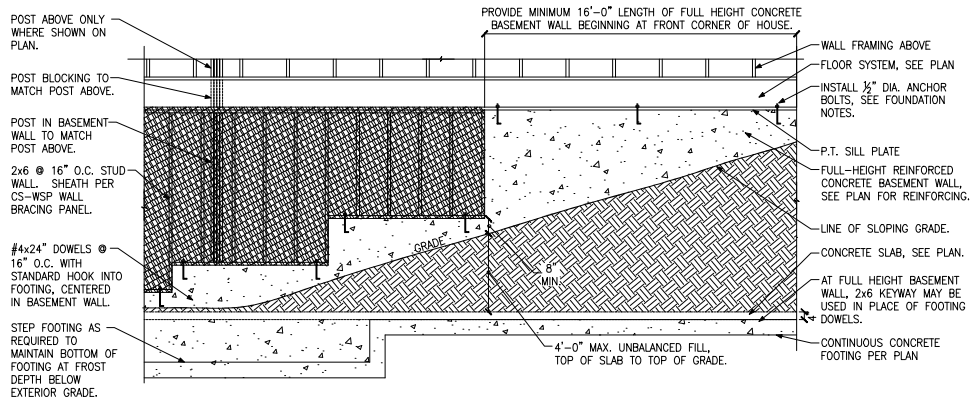 POST ABOVE ONLY
WHERE SHOWN ON
PLAN.
POST BLOCKING TO
MATCH POST ABOVE.
POST IN BASEMENT
WALL TO MATCH
POST ABOVE.
2x6 @ 16" O.C. STUD
WALL. SHEATH PER
CS-WSP WALL
BRACING PANEL.
#4x24" DOWELS @
16" O.C. WITH
STANDARD HOOK INTO
FOOTING, CENTERED
IN BASEMENT WALL.
STEP FOOTING AS
REQUIRED TO
MAINTAIN BOTTOM OF
FOOTING AT FROST
DEPTH BELOW
EXTERIOR GRADE.
PROVIDE MINIMUM 16'-0" LENGTH OF FULL HEIGHT CONCRETE
BASEMENT WALL BEGINNING AT FRONT CORNER OF HOUSE.
GRADE
8"
MIN.
4'-0" MAX. UNBALANCED FILL,
TOP OF SLAB TO TOP OF GRADE.
WALL FRAMING ABOVE
FLOOR SYSTEM, SEE PLAN
INSTALL ½" DIA. ANCHOR
BOLTS, SEE FOUNDATION
NOTES.
P.T. SILL PLATE
FULL-HEIGHT REINFORCED
CONCRETE BASEMENT WALL,
SEE PLAN FOR REINFORCING.
LINE OF SLOPING GRADE.
CONCRETE SLAB, SEE PLAN.
AT FULL HEIGHT BASEMENT
WALL, 2x6 KEYWAY MAY BE
USED IN PLACE OF FOOTING
DOWELS.
CONTINUOUS CONCRETE
FOOTING PER PLAN